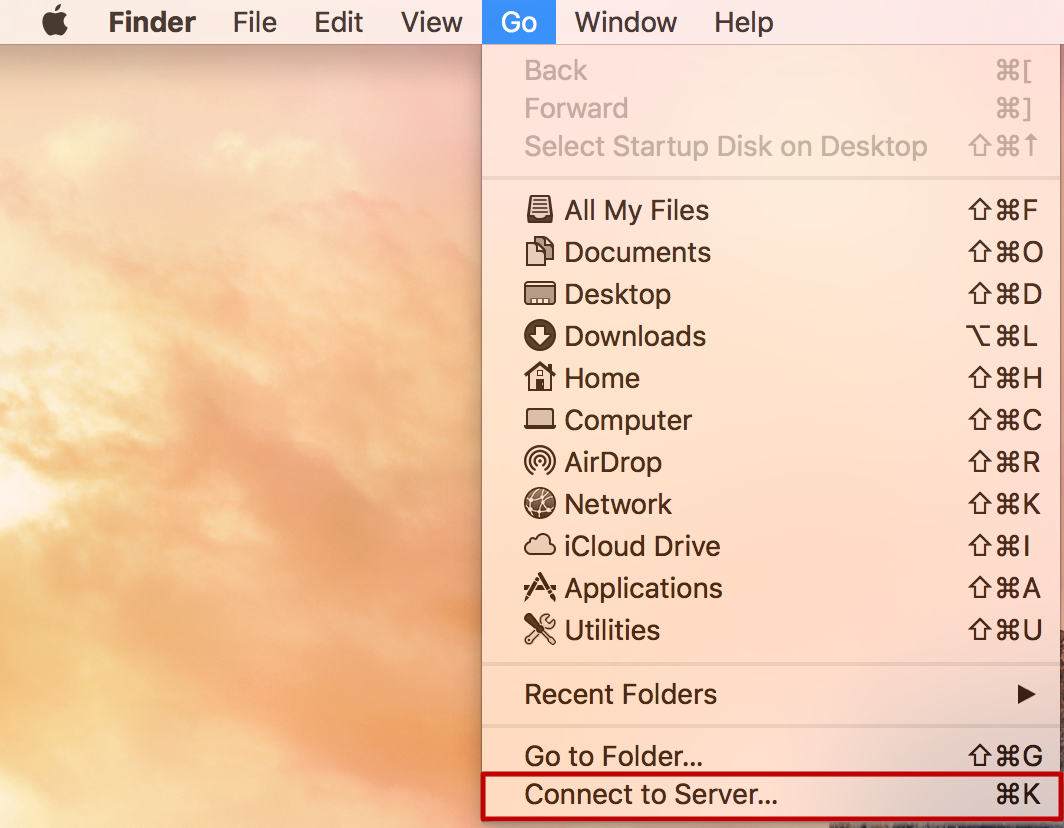 Finder File Edit View Go Window Help
Back ⌘[
Forward ⌘]
Select Startup Disk on Desktop ⇧⌘↑
All My Files ⇧⌘F
Documents ⇧⌘O
Desktop ⇧⌘D
Downloads ⌥⌘L
Home ⇧⌘H
Computer ⇧⌘C
AirDrop ⇧⌘R
Network ⇧⌘K
iCloud Drive ⇧⌘I
Applications ⇧⌘A
Utilities ⇧⌘U
Recent Folders ▶
Go to Folder... ⇧⌘G
Connect to Server... ⌘K